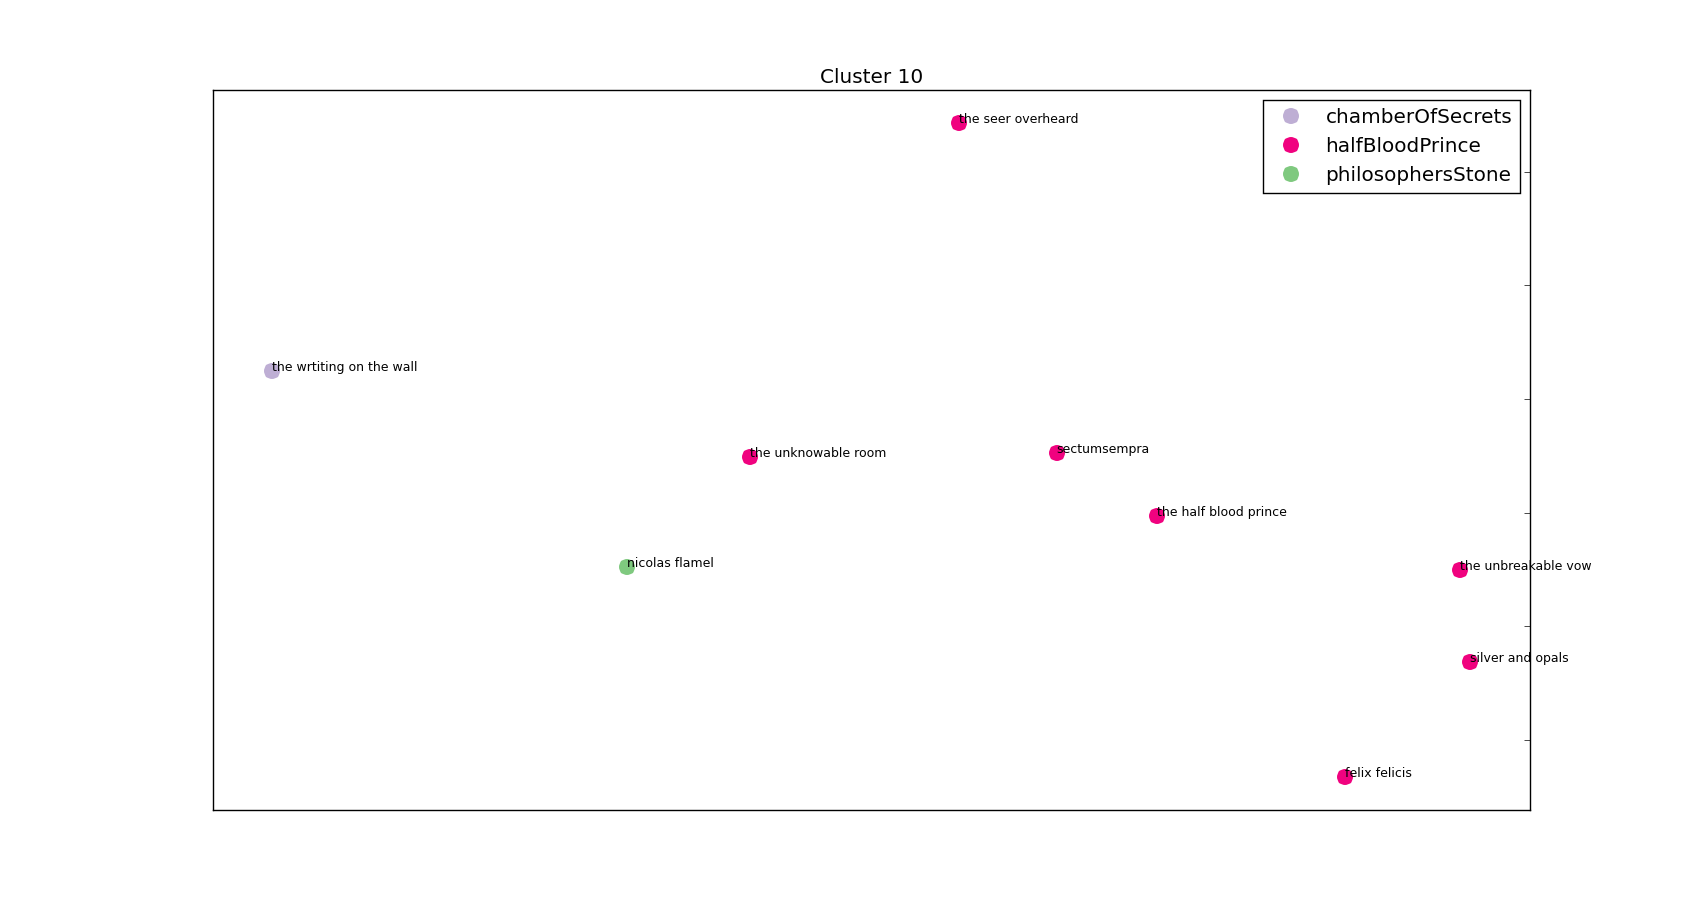 Cluster 10
the seer overheard
chamberOfSecrets
halfBloodPrince
philosophersStone
the wrtiting on the wall
the unknowable room
sectumsempra
the half blood prince
nicolas flamel
the unbreakable vow
silver and opals
felix felicis